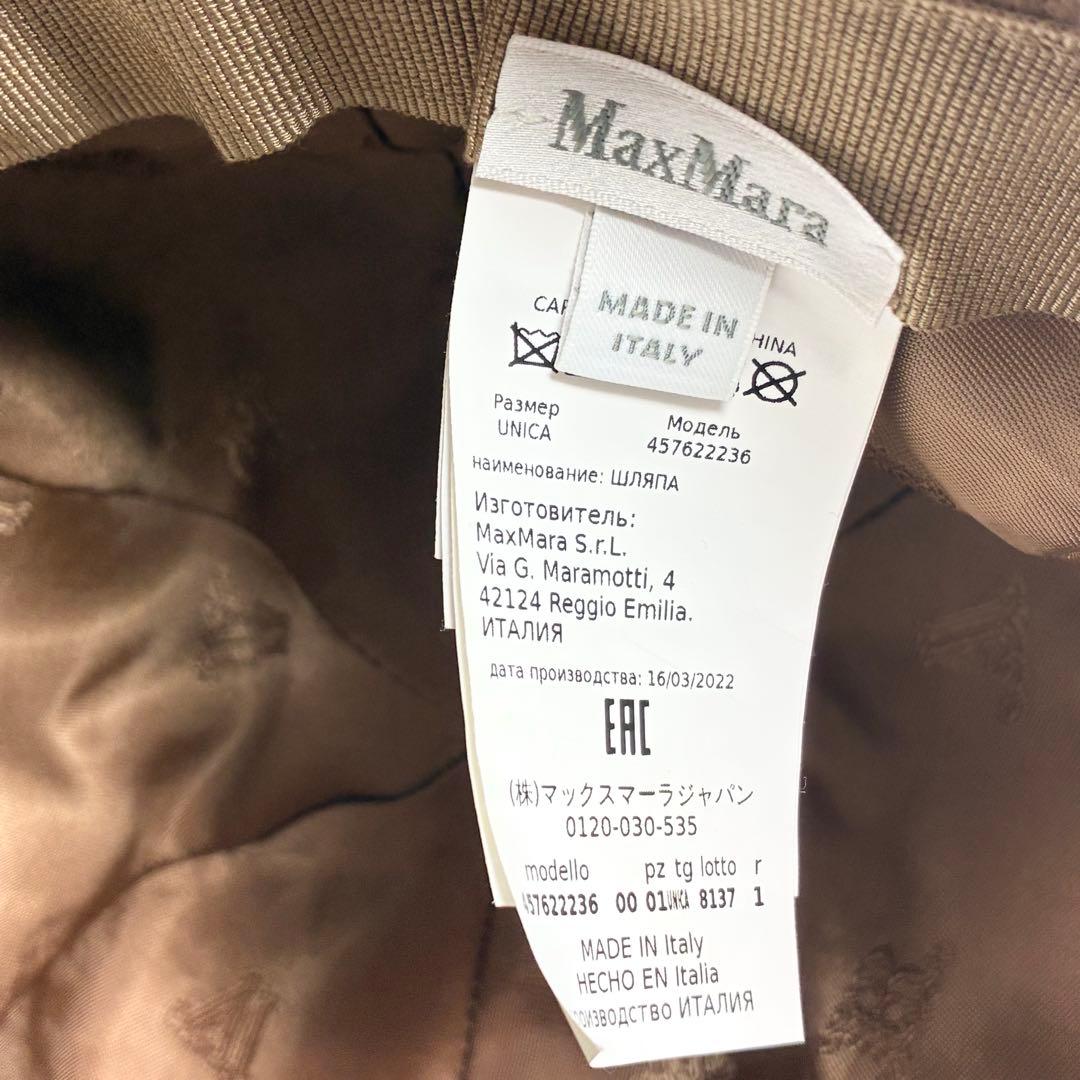 MaxMara
MADE IN
ITALY
Размер
UNICA
Модель
457622236
наименование: ШЛЯПА
Изготовитель:
MaxMara S.r.L.
Via G. Maramotti, 4
42124 Reggio Emilia.
ИТАЛИЯ
дата производства: 16/03/2022
EAC
(株)マックスマーラジャパン
0120-030-535
modello pz tg lotto r
457622236 00 01 UNICA 8137 1
MADE IN Italy
HECHO EN Italia
ИТАЛИЯ